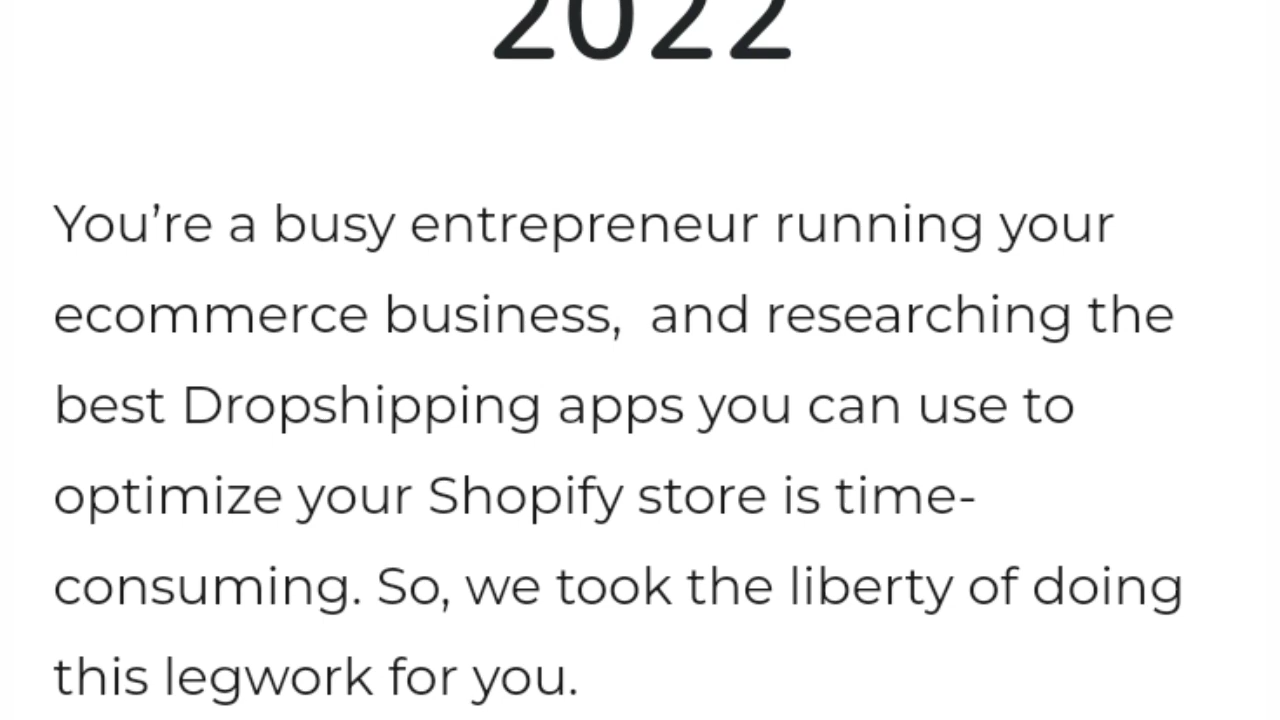 2022
You’re a busy entrepreneur running your
ecommerce business,  and researching the
best Dropshipping apps you can use to
optimize your Shopify store is time-
consuming. So, we took the liberty of doing
this legwork for you.